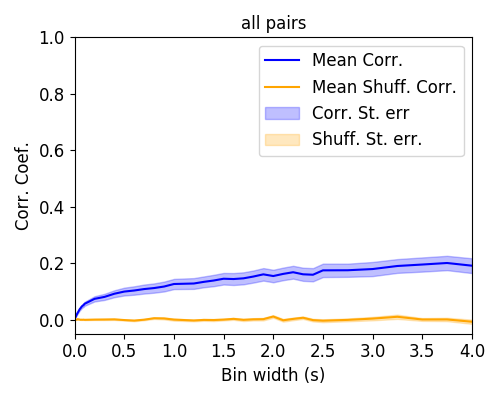 all pairs
1.0
0.8
0.6
0.4
0.2
0.0
Corr. Coef.
Mean Corr.
Mean Shuff. Corr.
Corr. St. err
Shuff. St. err.
0.0 0.5 1.0 1.5 2.0 2.5 3.0 3.5 4.0
Bin width (s)